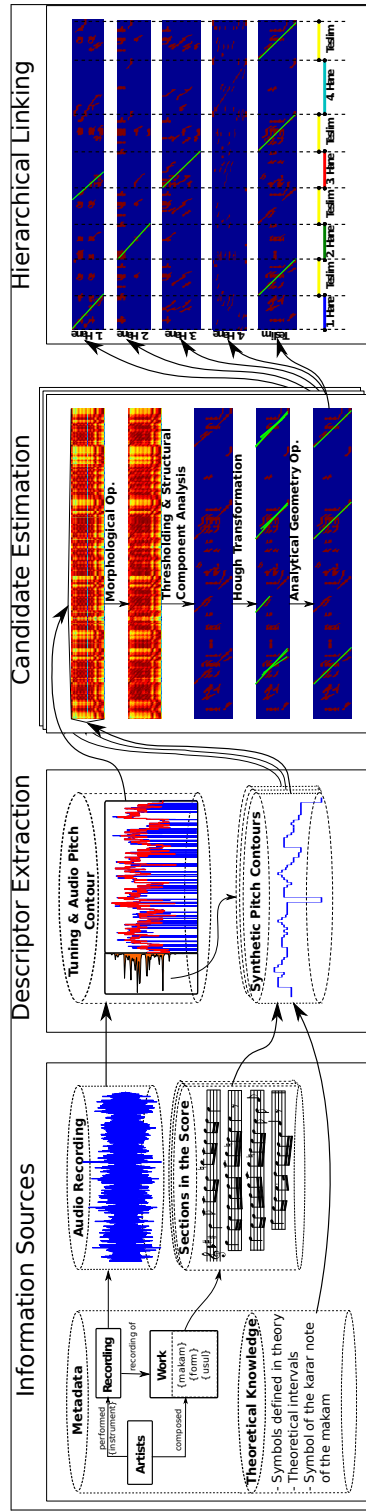 Information Sources
Metadata
performed
{instrument}
Recording
recording of
Artists
composed
Work
{makam}
{form}
{usul}
Theoretical Knowledge
- Symbols defined in theory
- Theoretical intervals
- Symbol of the karar note
of the makam
Audio Recording
Sections in the Score
Descriptor Extraction
Tuning & Audio Pitch
Contour
Synthetic Pitch Contours
Candidate Estimation
Morphological Op.
Thresholding & Structural
Component Analysis
Hough Transformation
Analytical Geometry Op.
Hierarchical Linking
1. Hane
2. Hane
3. Hane
4. Hane
Teslim
1. Hane
Teslim
2. Hane
Teslim
3. Hane
Teslim
4. Hane
Teslim